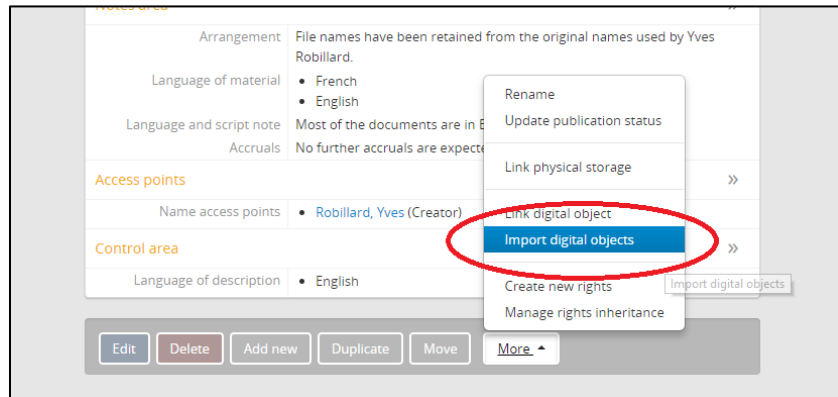 Notes area »
Arrangement File names have been retained from the original names used by Yves
Robillard.
Language of material • French
• English
Language and script note Most of the documents are in
Accruals No further accruals are
Access points »
Name access points • Robillard, Yves (Creator)
Control area »
Language of description • English
Rename
Update publication status
Link physical storage
Link digital object
Import digital objects
Create new rights
Import digital objects
Manage rights inheritance
Edit Delete Add new Duplicate Move More